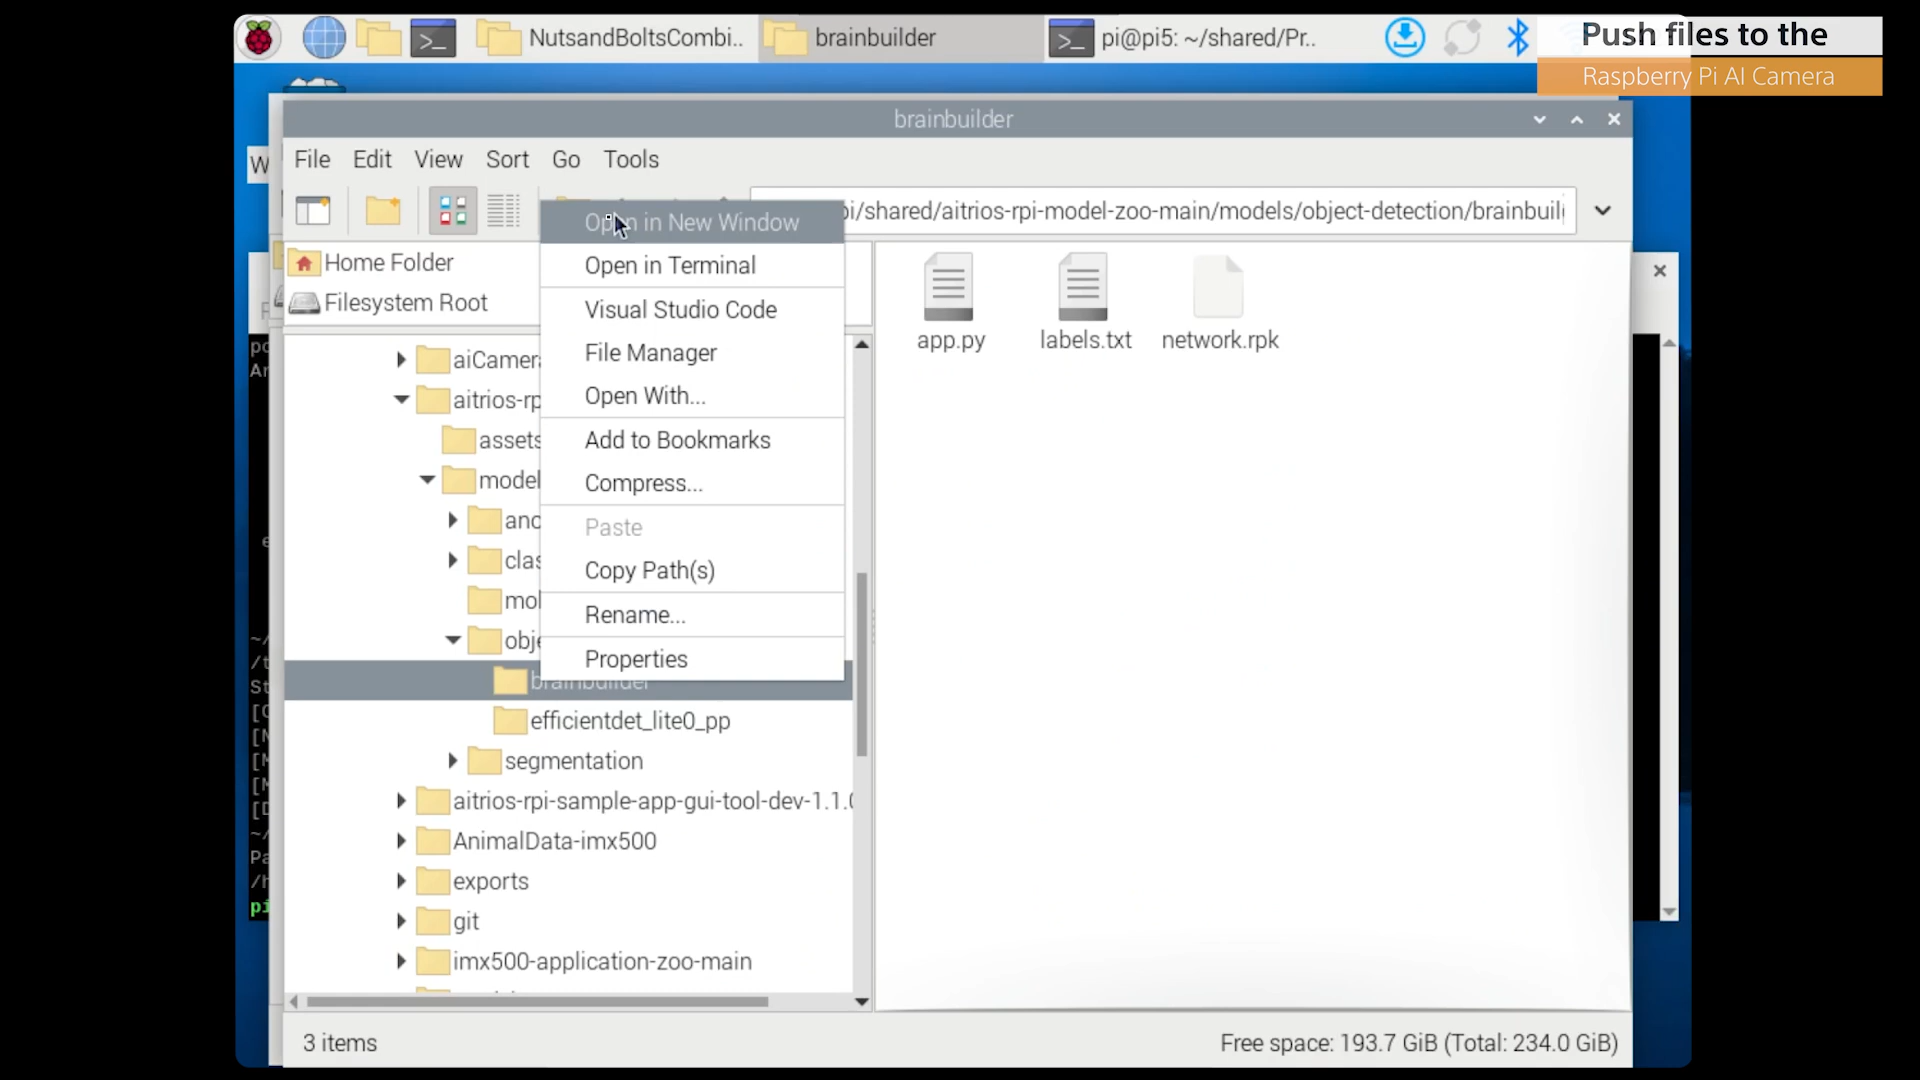 NutsandBoltsCombi..
brainbuilder
pi@pi5: ~/shared/Pr..
Push files to the
Raspberry Pi AI Camera
brainbuilder
File Edit View Sort Go Tools
Open in New Window
pi/shared/aitrios-rpi-model-zoo-main/models/object-detection/brainbuil
Home Folder
Open in Terminal
Filesystem Root
Visual Studio Code
app.py
labels.txt
network.rpk
aiCamer
File Manager
aitrios-rp
Open With...
assets
Add to Bookmarks
model
Compress...
ano
Paste
clas
Copy Path(s)
mo
Rename...
obje
Properties
brainbuilder
efficientdet_lite0_pp
segmentation
aitrios-rpi-sample-app-gui-tool-dev-1.1.0
AnimalData-imx500
exports
git
imx500-application-zoo-main
3 items
Free space: 193.7 GiB (Total: 234.0 GiB)